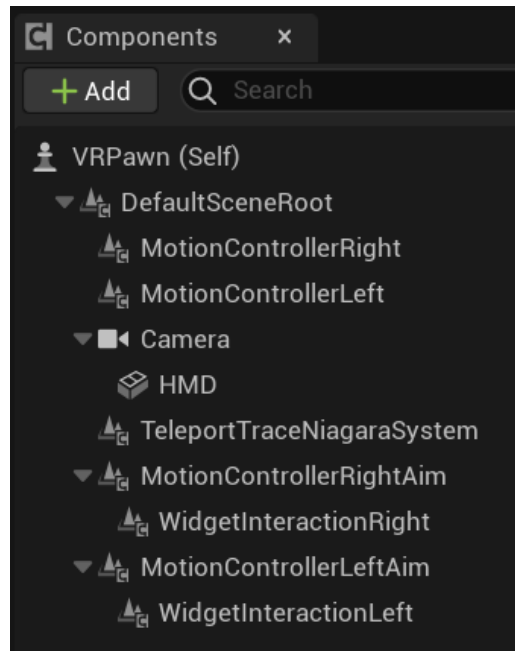 Components ×
+ Add Search
VRPawn (Self)
DefaultSceneRoot
MotionControllerRight
MotionControllerLeft
Camera
HMD
TeleportTraceNiagaraSystem
MotionControllerRightAim
WidgetInteractionRight
MotionControllerLeftAim
WidgetInteractionLeft